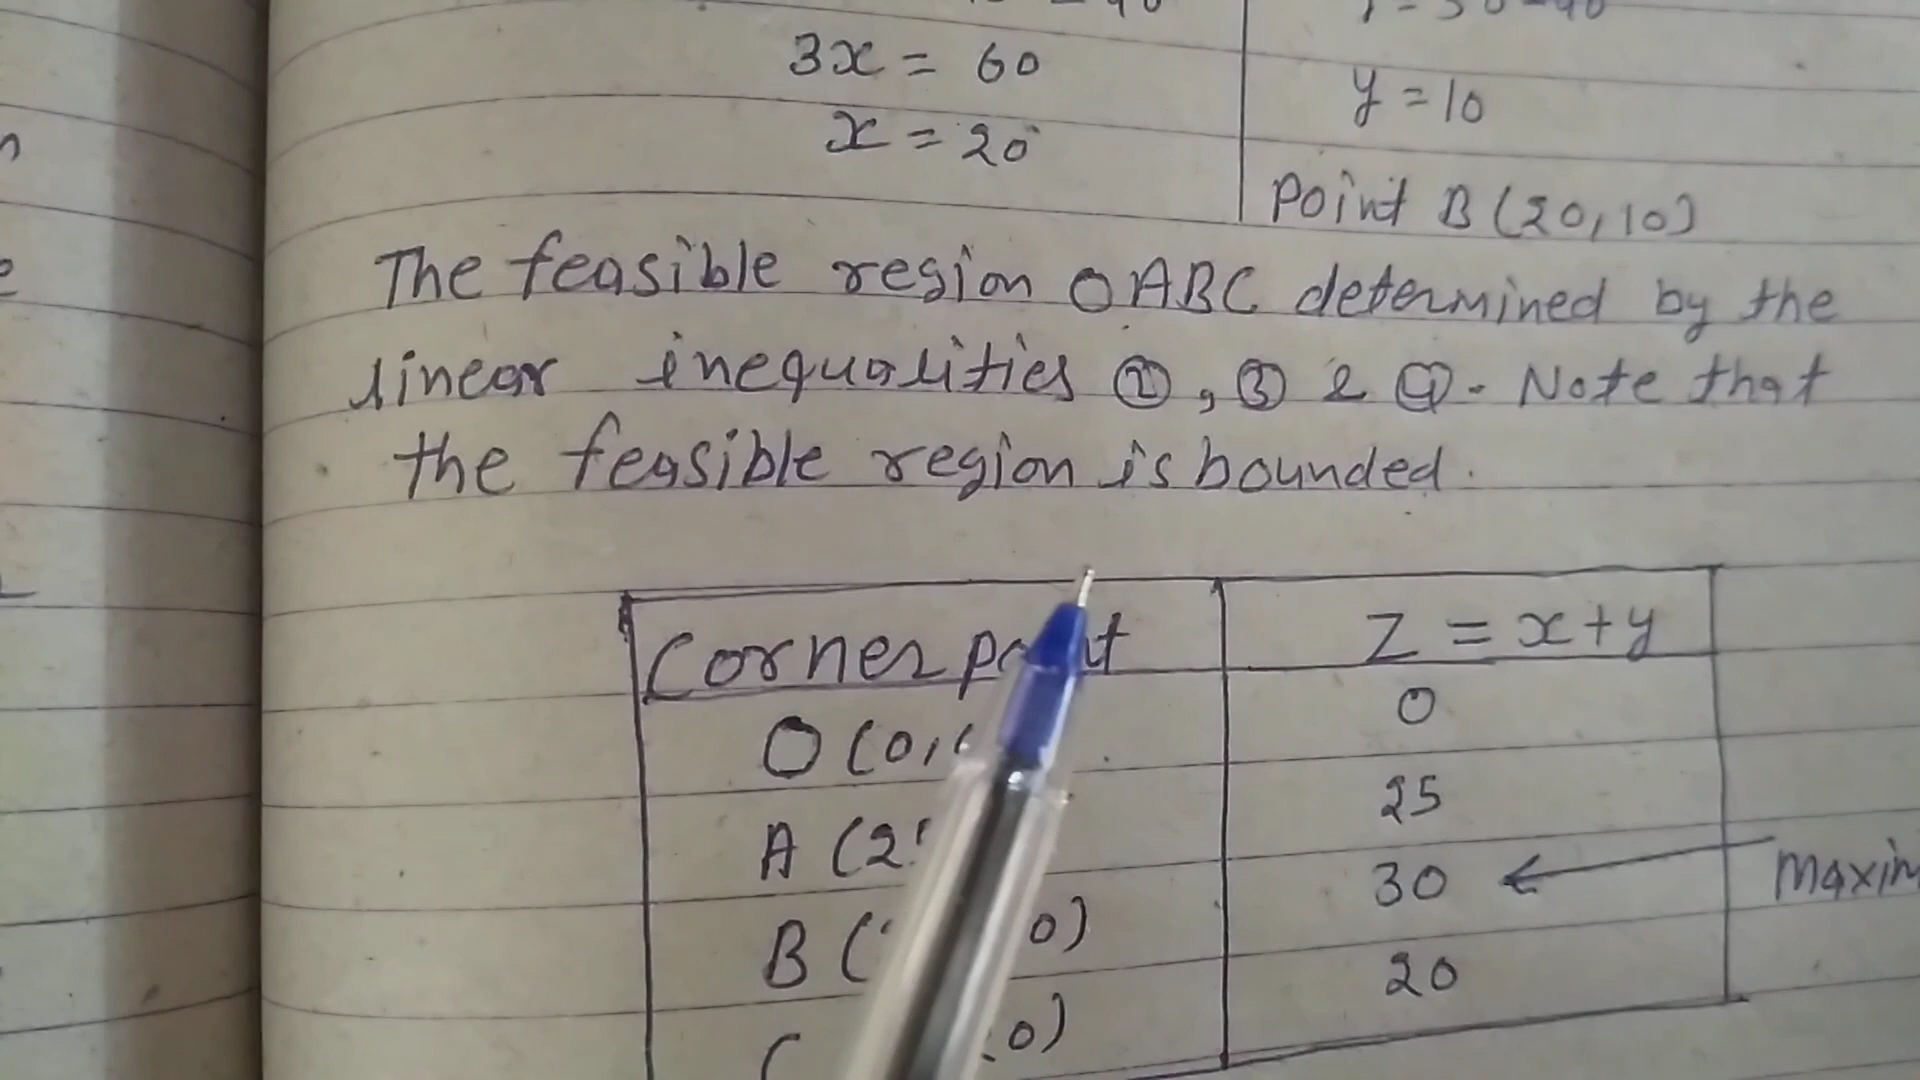 3x = 60
x = 20
y = 10
Point B (20, 10)
The feasible region OABC determined by the
linear inequalities ②, ③ & ④. Note that
the feasible region is bounded.
Corner Z = x+y
O (0, 0
A (2 25
B ( 0) 30 ←
C 0) 20